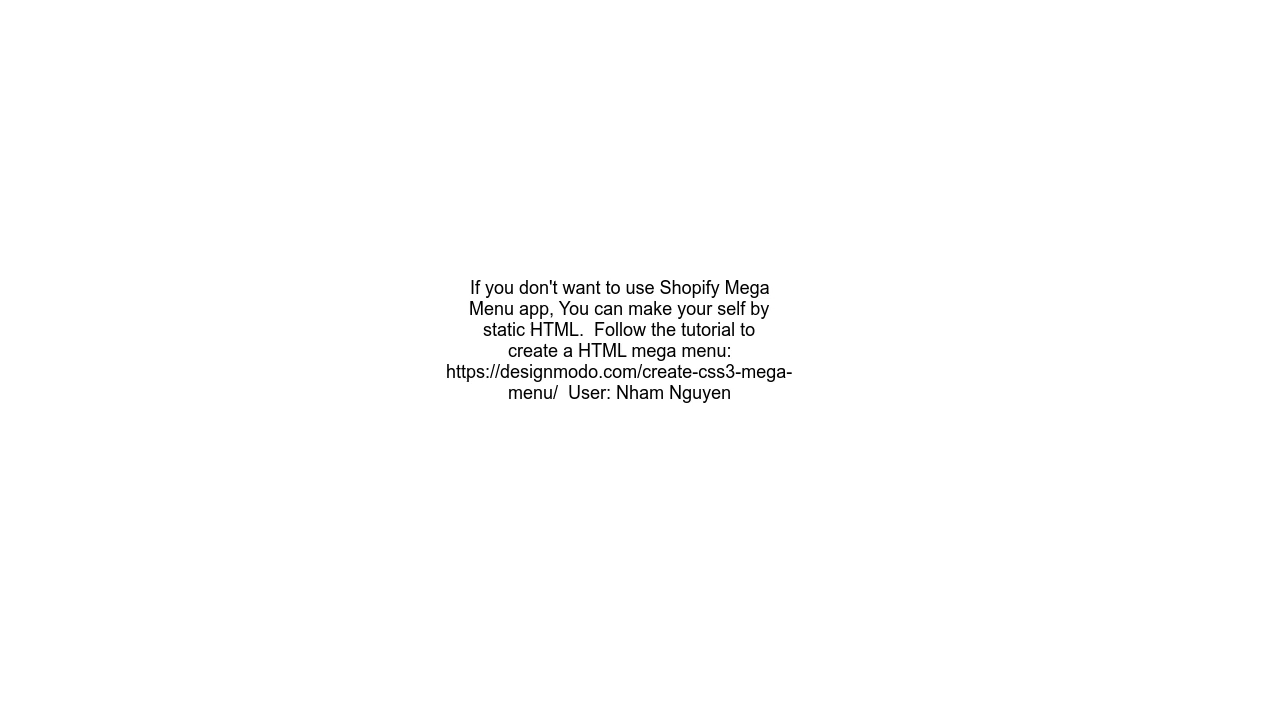 If you don't want to use Shopify Mega
Menu app, You can make your self by
static HTML.  Follow the tutorial to
create a HTML mega menu:
https://designmodo.com/create-css3-mega-
menu/  User: Nham Nguyen